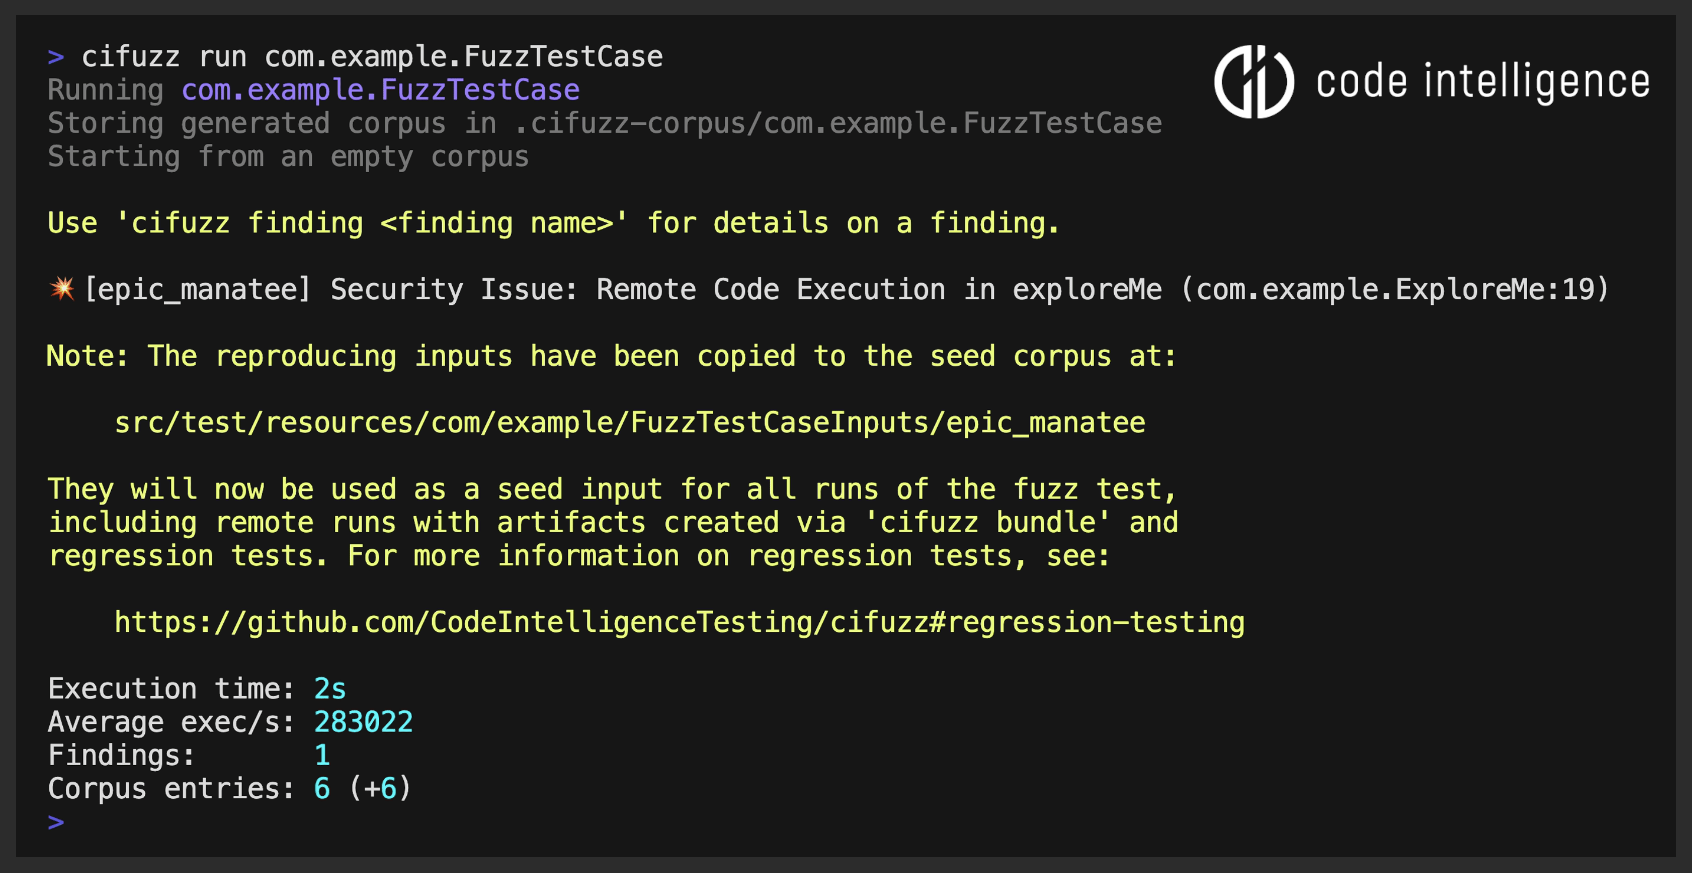 > cifuzz run com.example.FuzzTestCase
code intelligence
Running com.example.FuzzTestCase
Storing generated corpus in .cifuzz-corpus/com.example.FuzzTestCase
Starting from an empty corpus
Use 'cifuzz finding <finding name>' for details on a finding.
💥[epic_manatee] Security Issue: Remote Code Execution in exploreMe (com.example.ExploreMe:19)
Note: The reproducing inputs have been copied to the seed corpus at:
src/test/resources/com/example/FuzzTestCaseInputs/epic_manatee
They will now be used as a seed input for all runs of the fuzz test,
including remote runs with artifacts created via 'cifuzz bundle' and
regression tests. For more information on regression tests, see:
https://github.com/CodeIntelligenceTesting/cifuzz#regression-testing
Execution time: 2s
Average exec/s: 283022
Findings: 1
Corpus entries: 6 (+6)
>